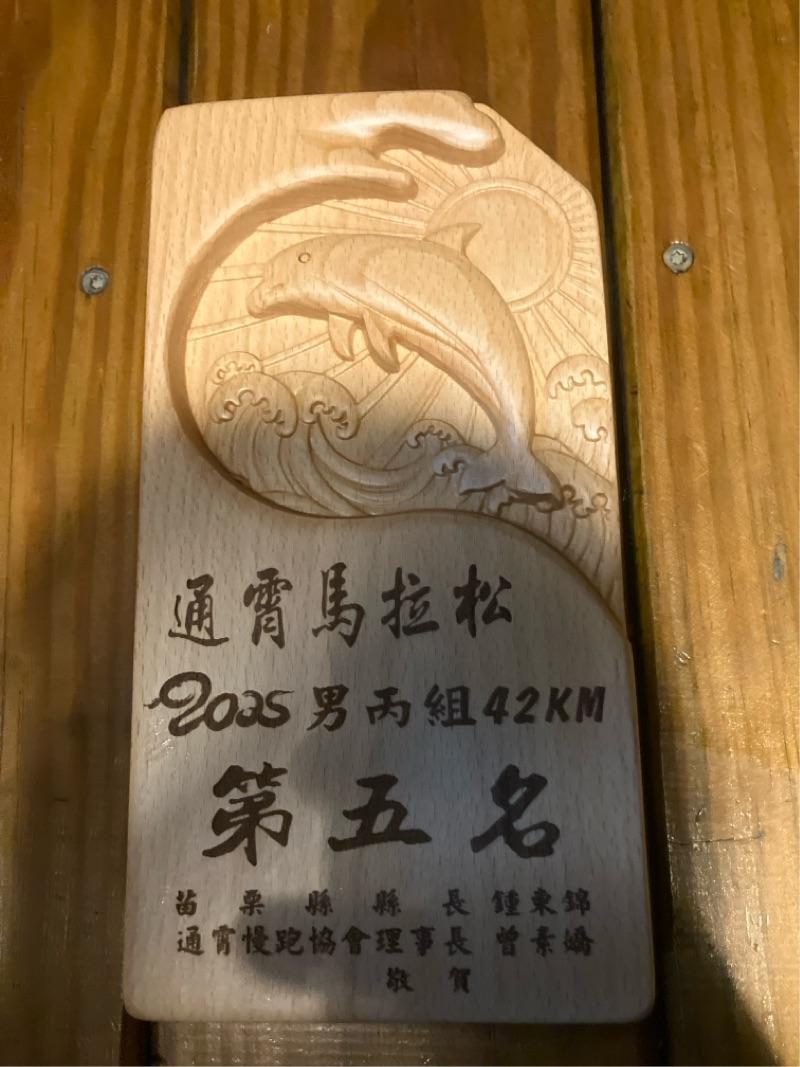 通霄馬拉松
2025男丙組42KM
第五名
苗栗縣縣長鍾東錦
通霄慢跑協會理事長曾素嬌
敬賀